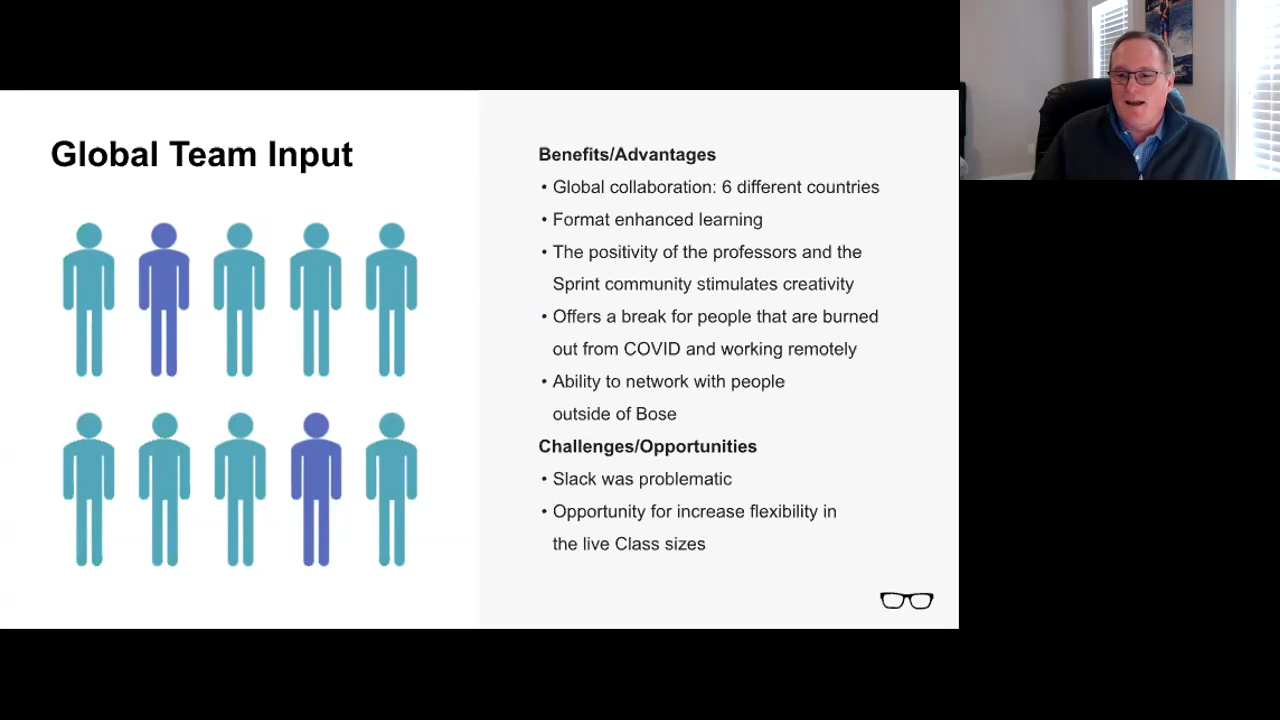 Global Team Input
Benefits/Advantages
• Global collaboration: 6 different countries
• Format enhanced learning
• The positivity of the professors and the
Sprint community stimulates creativity
• Offers a break for people that are burned
out from COVID and working remotely
• Ability to network with people
outside of Bose
Challenges/Opportunities
• Slack was problematic
• Opportunity for increase flexibility in
the live Class sizes